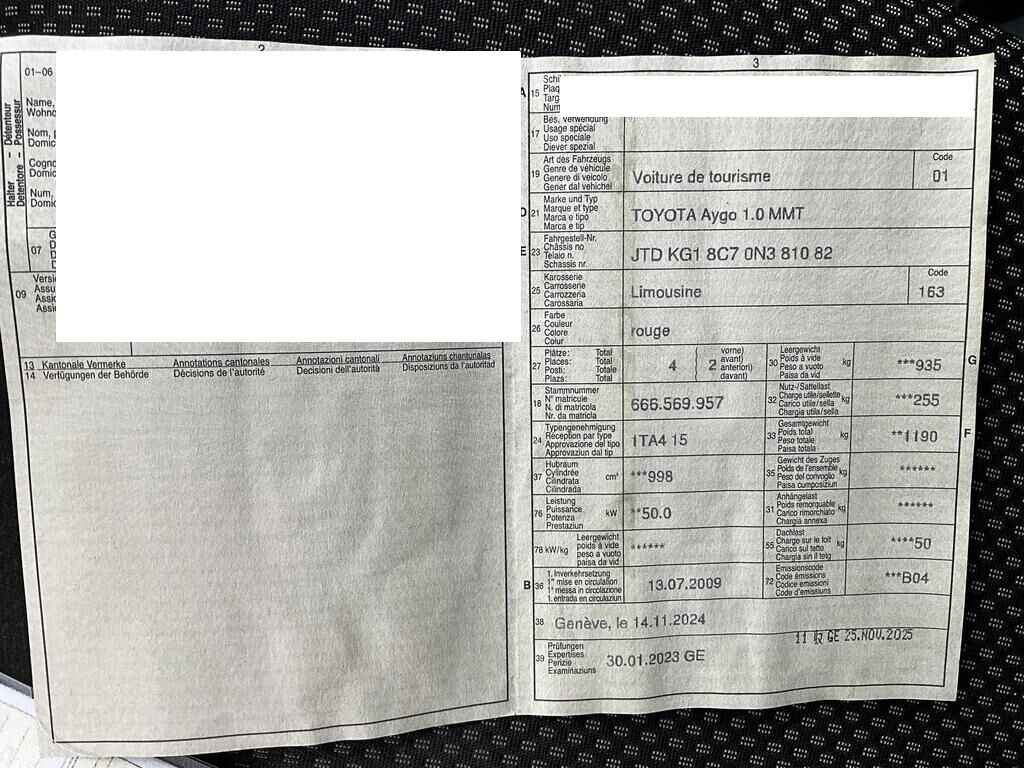 2
01-06
Halter - Détenteur
Detentore - Possessur
Name,
Wohno
Nom, p
Domic
Cogno
Domic
Num,
Domic
07
G
D
D
D
09
Versi
Assu
Assic
Assic
13 Kantonale Vermerke Annotations cantonales Annotazioni cantonali Annotaziuns chantunalas
14 Verfügungen der Behörde Décisions de l'autorité Decisioni dell'autorità Disposiziuns da l'autoritad
3
A 15
Schi
Plaq
Targ
Num
17
Bes. Verwendung
Usage spécial
Uso speciale
Diever spezial
19
Art des Fahrzeugs
Genre de véhicule
Genere di veicolo
Gener dal vehichel
Voiture de tourisme
Code
01
D 21
Marke und Typ
Marque et type
Marca e tipo
Marca e tip
TOYOTA Aygo 1.0 MMT
E 23
Fahrgestell-Nr.
Châssis no
Telaio n.
Schassis nr.
JTD KG1 8C7 0N3 810 82
25
Karosserie
Carrosserie
Carrozzeria
Carossaria
Limousine
Code
163
26
Farbe
Couleur
Colore
Colur
rouge
27
Plätze: Total
Places: Total
Posti: Totale
Plazs: Total
4
2
vorne)
avant)
anteriori)
davant)
30
Leergewicht
Poids à vide
Peso a vuoto
Paisa da vid
kg
***935
G
18
Stammnummer
N° matricule
N. di matricola
Nr. da matricla
666.569.957
32
Nutz-/Sattellast
Charge utile/sellette
Carico utile/sella
Chargia utila/sella
kg
***255
24
Typengenehmigung
Réception par type
Approvazione del tipo
Approvaziun dal tip
1TA4 15
33
Gesamtgewicht
Poids total
Peso totale
Paisa totala
kg
**1190
F
37
Hubraum
Cylindrée
Cilindrata
Cilindrada
cm³
***998
35
Gewicht des Zuges
Poids de l'ensemble
Peso del convoglio
Paisa cumposiziun
kg
******
76
Leistung
Puissance
Potenza
Prestaziun
kW
**50.0
31
Anhängelast
Poids remorquable
Carico rimorchiato
Chargia annexa
kg
******
78 kW/kg
Leergewicht
poids à vide
peso a vuoto
paisa da vid
******
55
Dachlast
Charge sur le toit
Carico sul tetto
Chargia sin il tetg
kg
****50
B 36
1. Inverkehrsetzung
1re mise en circulation
1a messa in circolazione
1. entrada en circulaziun
13.07.2009
72
Emissionscode
Code émissions
Codice emissioni
Code d'emissiuns
***B04
38
Genève, le 14.11.2024
39
Prüfungen
Expertises
Perizie
Examinaziuns
30.01.2023 GE
GE 25.NOV.2025